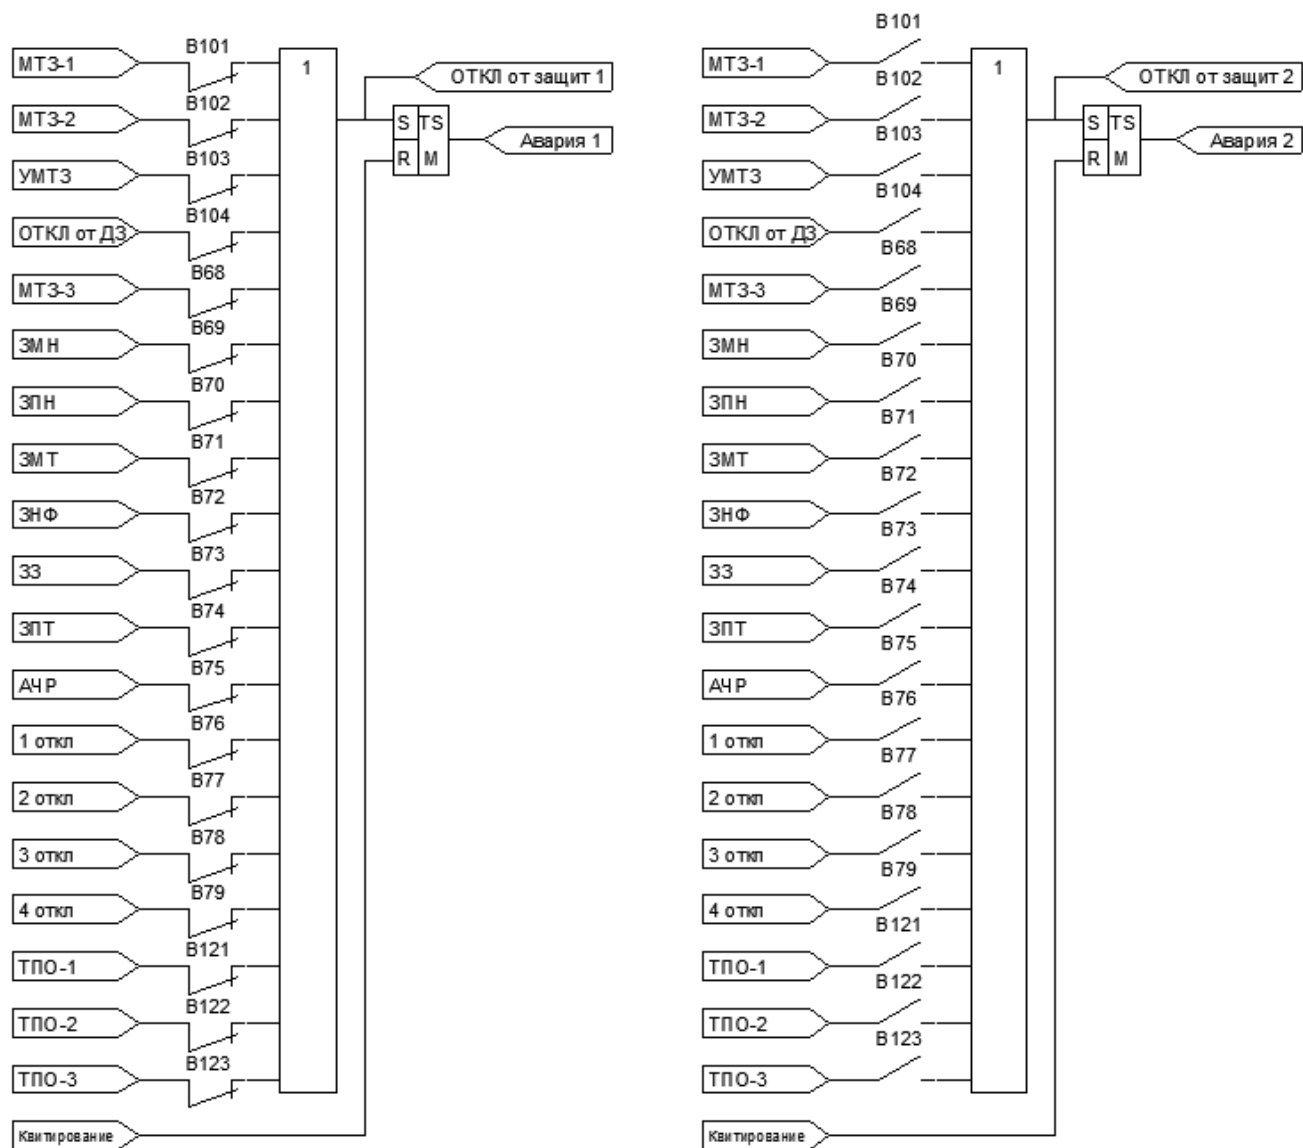 B101
МТЗ-1
1
ОТКЛ от защит 1
B102
МТЗ-2
S TS
R M
Авария 1
B103
УМТЗ
B104
ОТКЛ от ДЗ
B68
МТЗ-3
B69
ЗМН
B70
ЗПН
B71
ЗМТ
B72
ЗНФ
B73
ЗЗ
B74
ЗПТ
B75
АЧР
B76
1 откл
B77
2 откл
B78
3 откл
B79
4 откл
B121
ТПО-1
B122
ТПО-2
B123
ТПО-3
Квитирование
B101
МТЗ-1
1
ОТКЛ от защит 2
B102
МТЗ-2
S TS
R M
Авария 2
B103
УМТЗ
B104
ОТКЛ от ДЗ
B68
МТЗ-3
B69
ЗМН
B70
ЗПН
B71
ЗМТ
B72
ЗНФ
B73
ЗЗ
B74
ЗПТ
B75
АЧР
B76
1 откл
B77
2 откл
B78
3 откл
B79
4 откл
B121
ТПО-1
B122
ТПО-2
B123
ТПО-3
Квитирование